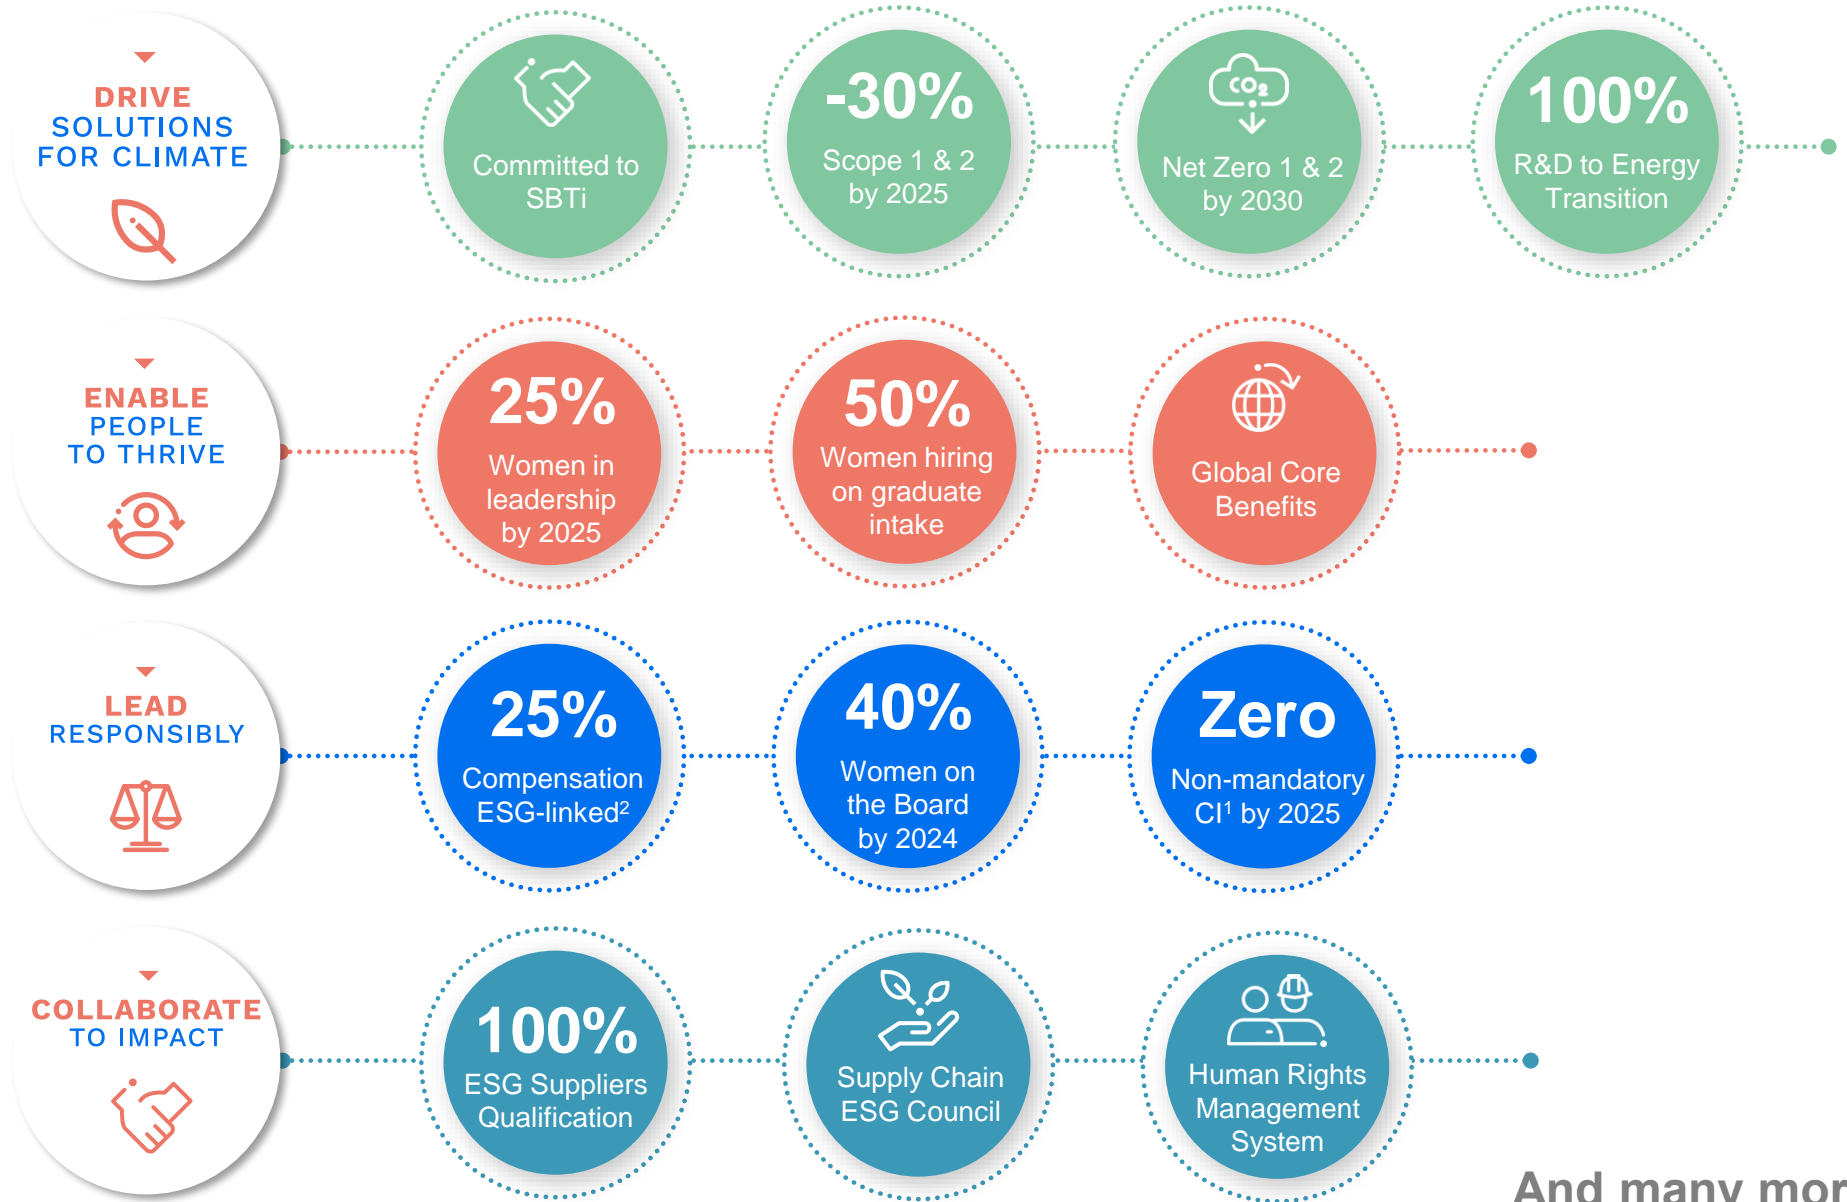 DRIVE
SOLUTIONS
FOR CLIMATE
Committed to
SBTi
-30%
Scope 1 & 2
by 2025
CO₂
Net Zero 1 & 2
by 2030
100%
R&D to Energy
Transition
ENABLE
PEOPLE
TO THRIVE
25%
Women in
leadership
by 2025
50%
Women hiring
on graduate
intake
Global Core
Benefits
LEAD
RESPONSIBLY
25%
Compensation
ESG-linked²
40%
Women on
the Board
by 2024
Zero
Non-mandatory
CI¹ by 2025
COLLABORATE
TO IMPACT
100%
ESG Suppliers
Qualification
Supply Chain
ESG Council
Human Rights
Management
System
And many mor